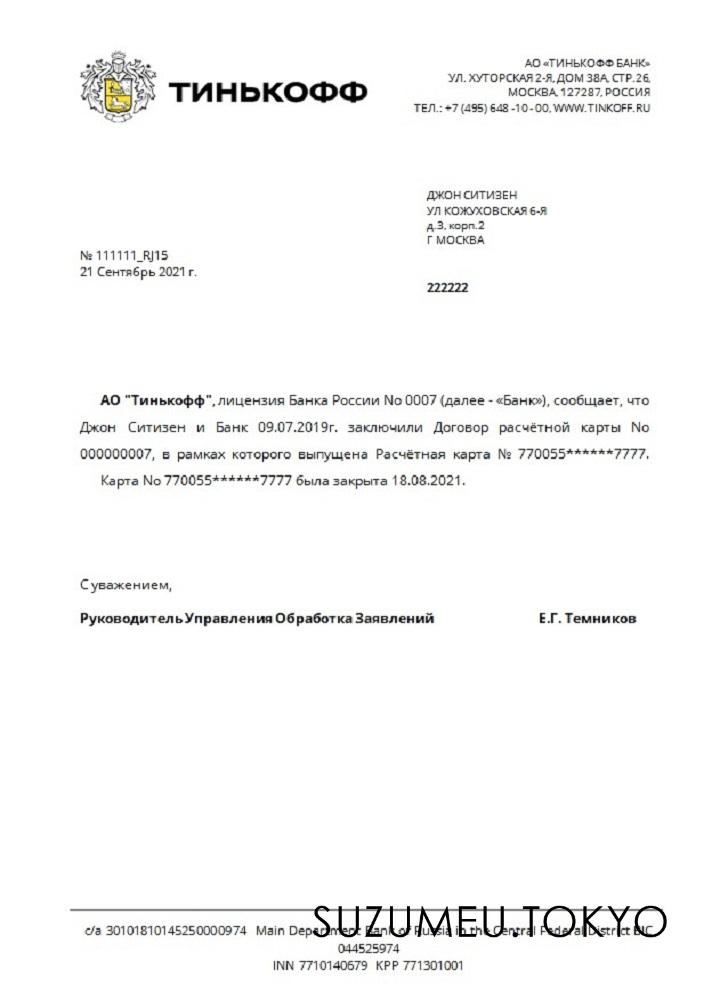 ТИНЬКОФФ
АО «ТИНЬКОФФ БАНК»
УЛ. ХУТОРСКАЯ 2-Я, ДОМ 38А, СТР. 26,
МОСКВА, 127287, РОССИЯ
ТЕЛ.: +7 (495) 648 -10 - 00, WWW.TINKOFF.RU
ДЖОН СИТИЗЕН
УЛ КОЖУХОВСКАЯ 6-Я
д.3, корп.2
Г МОСКВА
№ 111111_RJ15
21 Сентябрь 2021 г.
222222
АО "Тинькофф", лицензия Банка России No 0007 (далее - «Банк»), сообщает, что
Джон Ситизен и Банк 09.07.2019г. заключили Договор расчётной карты No
000000007, в рамках которого выпущена Расчётная карта № 770055******7777.
Карта No 770055******7777 была закрыта 18.08.2021.
С уважением,
Руководитель Управления Обработка Заявлений Е.Г. Темников
SUZUMEU.TOKYO
c/a 30101810145250000974 Main Department Bank of Russia in the Central Federal District BIC
044525974
INN 7710140679 KPP 771301001